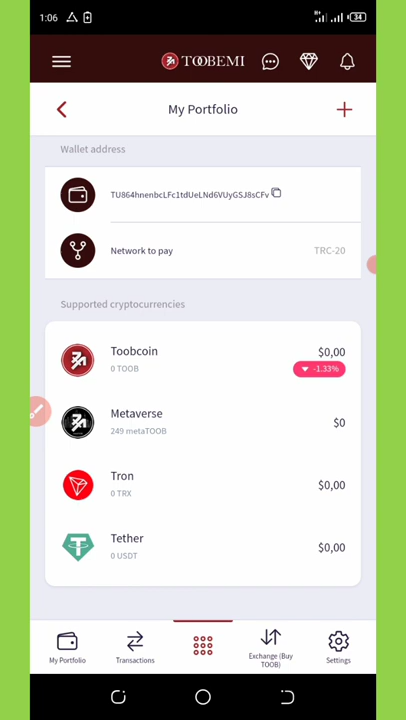 1:06
34
TOOBEMI
My Portfolio
Wallet address
TU864hnenbcLFc1tdUeLNd6VUyGSJ8sCFv
Network to pay
TRC-20
Supported cryptocurrencies
Toobcoin
$0,00
0 TOOB
-1.33%
Metaverse
$0
249 metaTOOB
Tron
$0,00
0 TRX
Tether
$0,00
0 USDT
My Portfolio
Transactions
Exchange (Buy
TOOB)
Settings